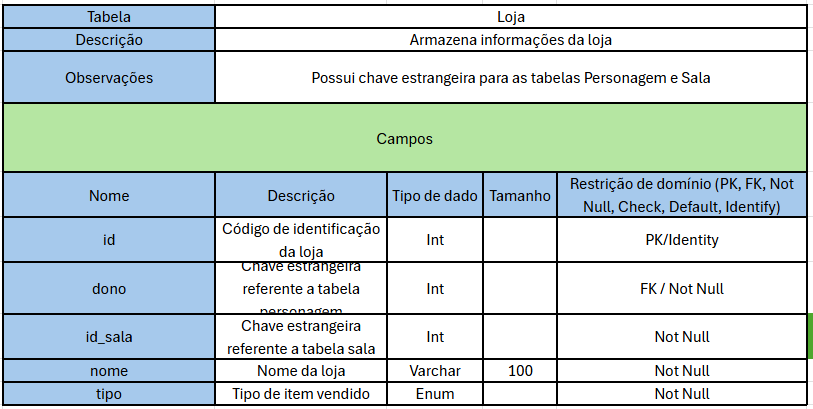 Tabela Loja
Descrição Armazena informações da loja
Observações Possui chave estrangeira para as tabelas Personagem e Sala
Campos
Nome Descrição Tipo de dado Tamanho Restrição de domínio (PK, FK, Not
Null, Check, Default, Identify)
id Código de identificação
da loja Int PK/Identity
dono Chave estrangeira
referente a tabela
personagem Int FK / Not Null
id_sala Chave estrangeira
referente a tabela sala Int Not Null
nome Nome da loja Varchar 100 Not Null
tipo Tipo de item vendido Enum Not Null